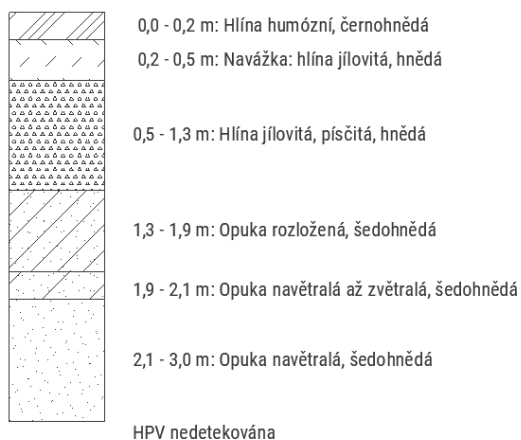 0,0 - 0,2 m: Hlína humózní, černohnědá
0,2 - 0,5 m: Navážka: hlína jílovitá, hnědá
0,5 - 1,3 m: Hlína jílovitá, písčitá, hnědá
1,3 - 1,9 m: Opuka rozložená, šedohnědá
1,9 - 2,1 m: Opuka navětralá až zvětralá, šedohnědá
2,1 - 3,0 m: Opuka navětralá, šedohnědá
HPV nedetekována